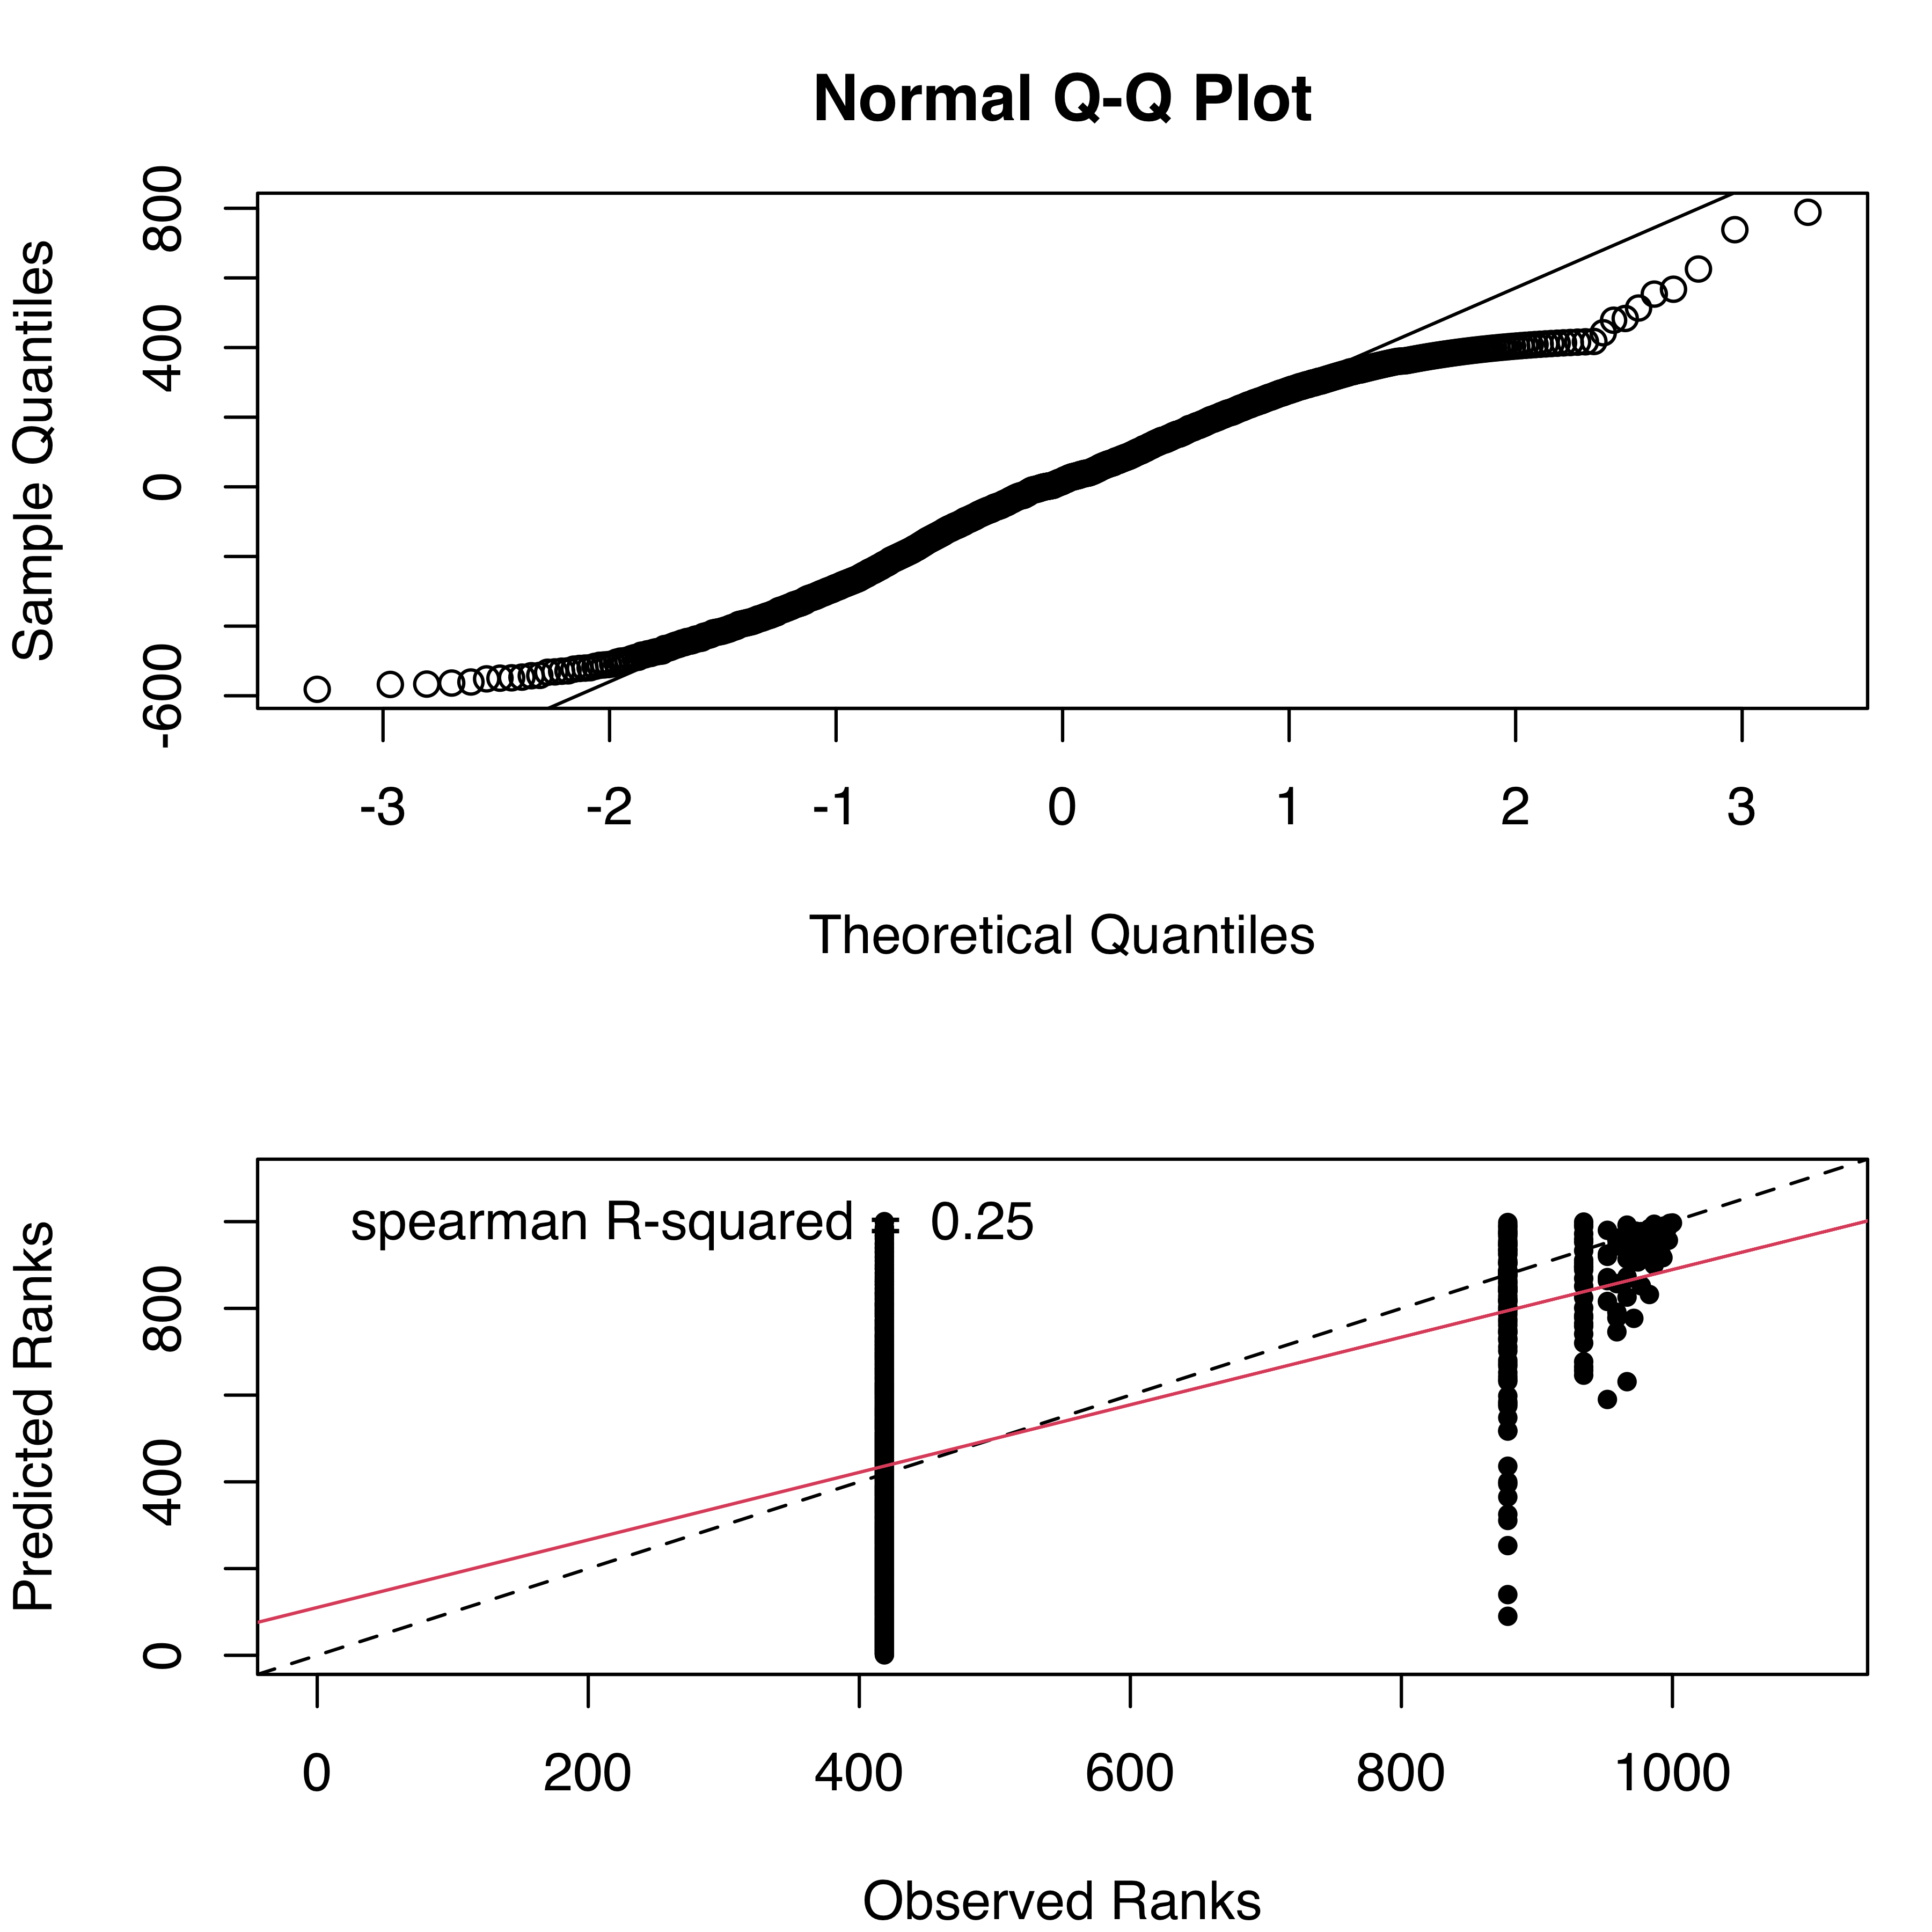 Normal Q-Q Plot
Sample Quantiles
800
400
0
-600
-3 -2 -1 0 1 2 3
Theoretical Quantiles
spearman R-squared = 0.25
Predicted Ranks
800
400
0
0 200 400 600 800 1000
Observed Ranks